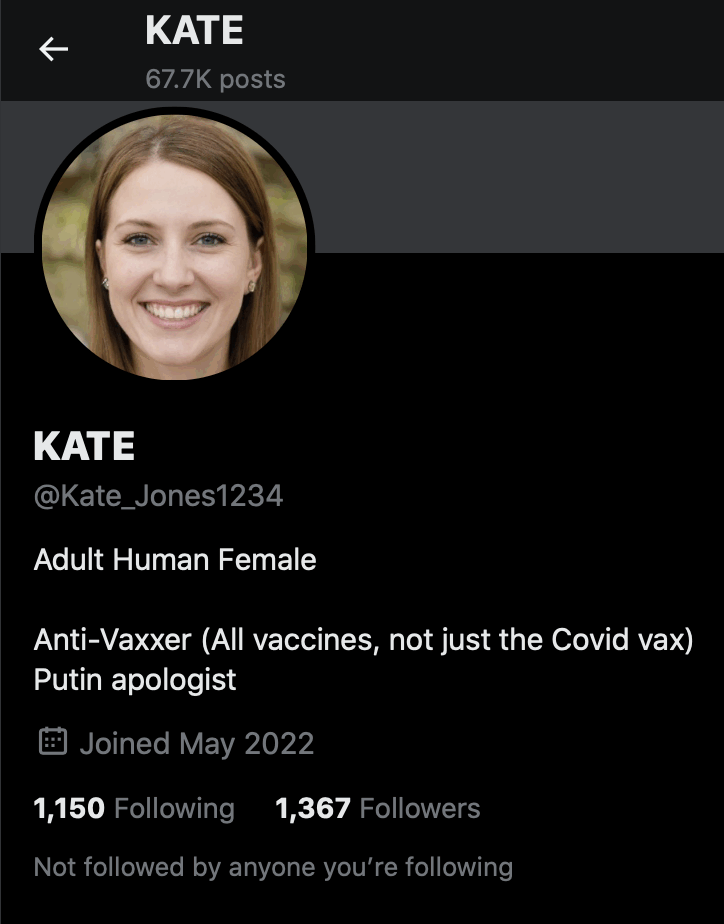 KATE
67.7K posts
KATE
@Kate_Jones1234
Adult Human Female
Anti-Vaxxer (All vaccines, not just the Covid vax)
Putin apologist
Joined May 2022
1,150 Following 1,367 Followers
Not followed by anyone you’re following